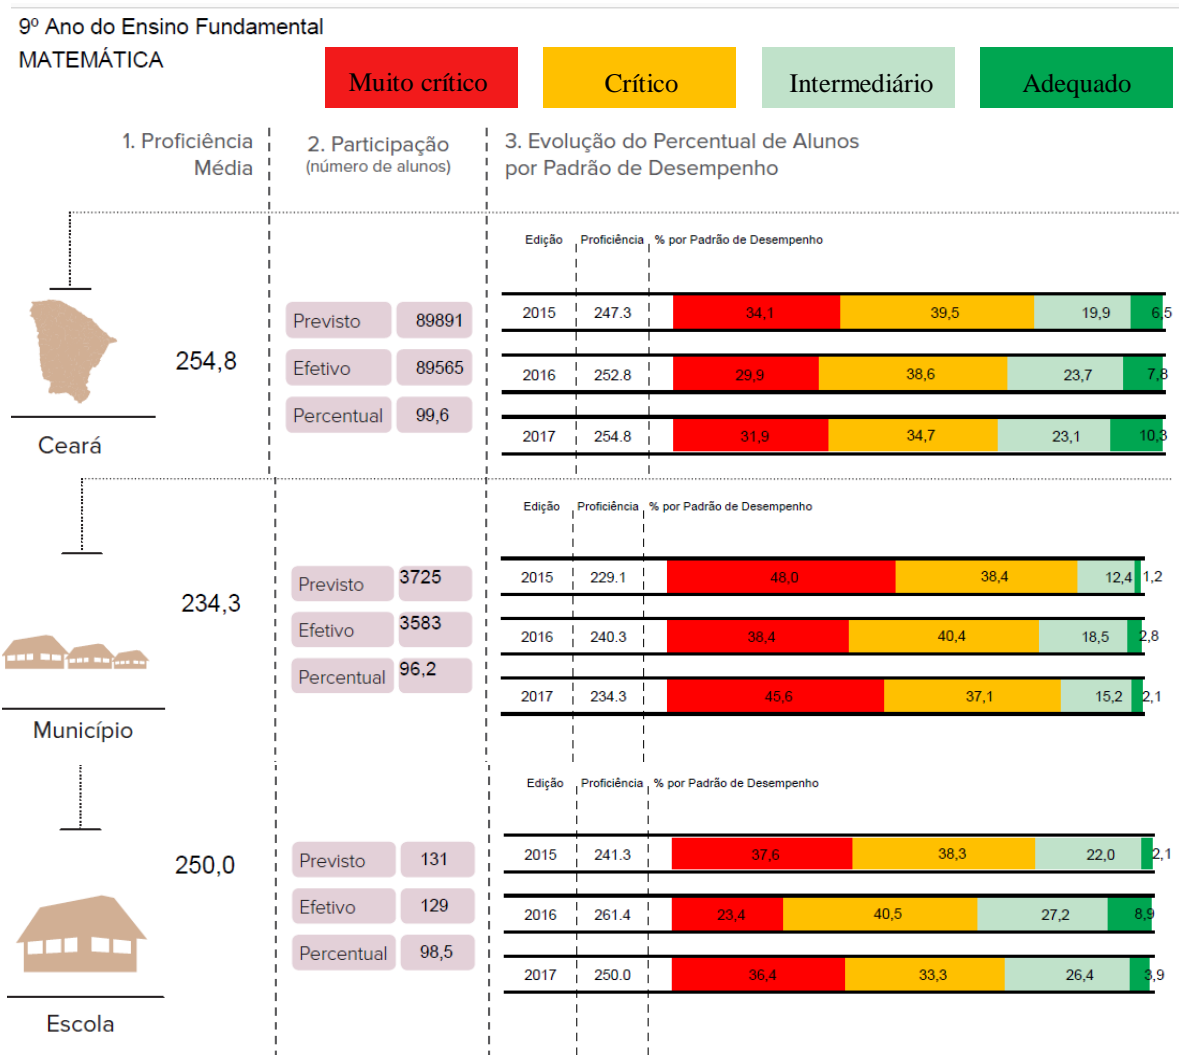 9º Ano do Ensino Fundamental
MATEMÁTICA
Muito crítico Crítico Intermediário Adequado
1. Proficiência
Média
2. Participação
(número de alunos)
3. Evolução do Percentual de Alunos
por Padrão de Desempenho
Edição Proficiência % por Padrão de Desempenho
Previsto 89891
Efetivo 89565
Percentual 99,6
254,8
Ceará
2015 247.3 34,1 39,5 19,9 6,5
2016 252.8 29,9 38,6 23,7 7,8
2017 254.8 31,9 34,7 23,1 10,3
Edição Proficiência % por Padrão de Desempenho
Previsto 3725
Efetivo 3583
Percentual 96,2
234,3
Município
2015 229.1 48,0 38,4 12,4 1,2
2016 240.3 38,4 40,4 18,5 2,8
2017 234.3 45,6 37,1 15,2 2,1
Edição Proficiência % por Padrão de Desempenho
Previsto 131
Efetivo 129
Percentual 98,5
250,0
Escola
2015 241.3 37,6 38,3 22,0 2,1
2016 261.4 23,4 40,5 27,2 8,9
2017 250.0 36,4 33,3 26,4 3,9